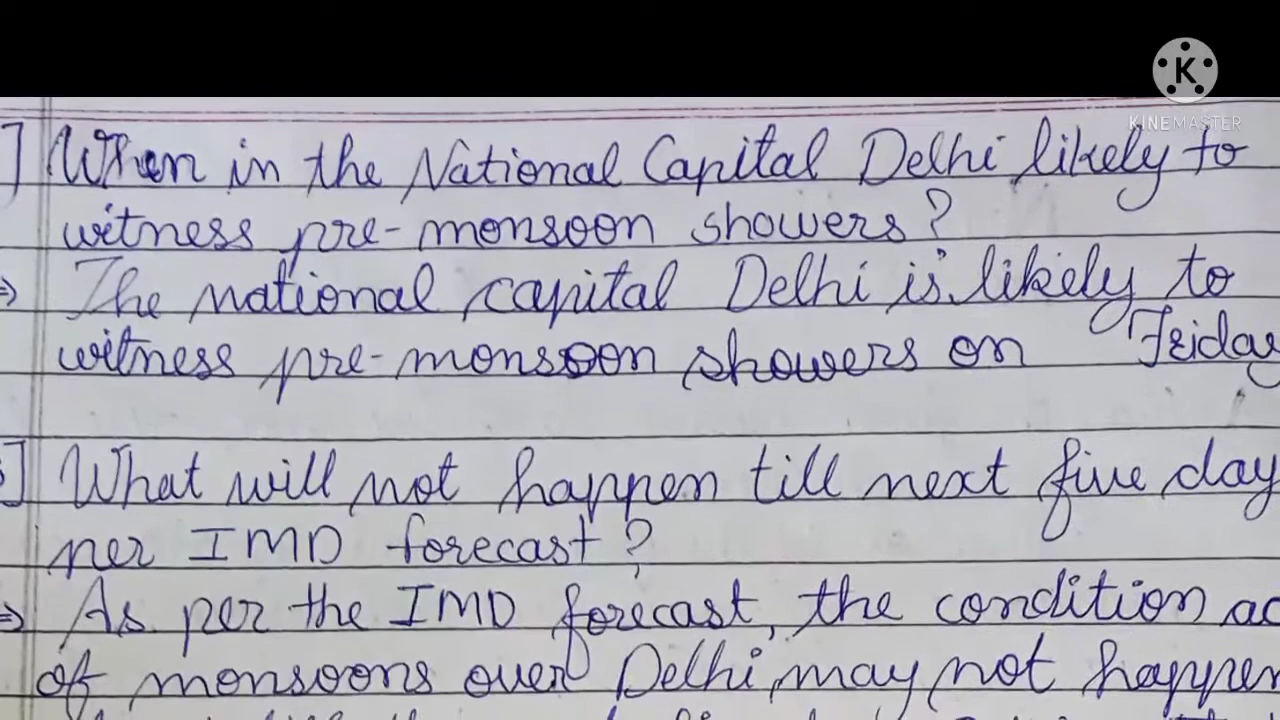 KINEMASTER
] When in the National Capital Delhi likely to
witness pre-monsoon showers?
⇒ The national capital Delhi is likely to
witness pre-monsoon showers on Friday
] What will not happen till next five day
per IMD forecast?
⇒ As per the IMD forecast, the condition
of monsoons over Delhi may not happen